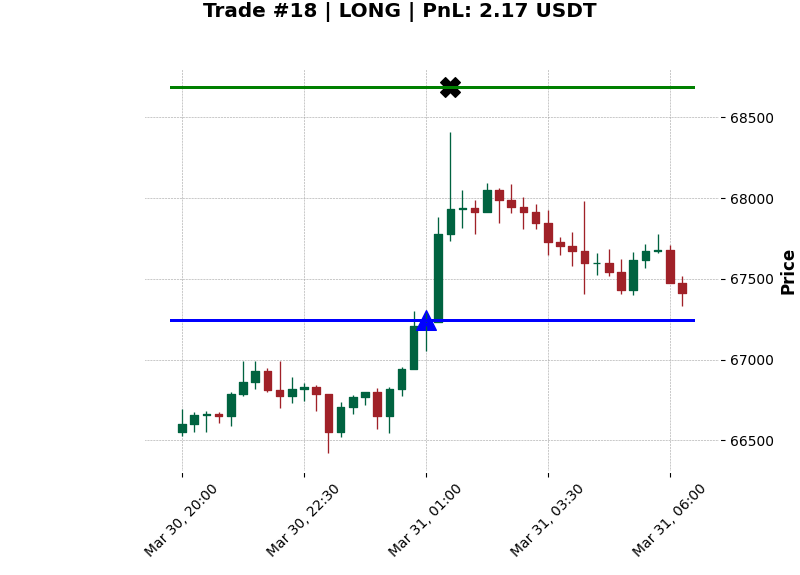 Trade #18 | LONG | PnL: 2.17 USDT
68500
68000
67500
67000
66500
Price
Mar 30, 20:00
Mar 30, 22:30
Mar 31, 01:00
Mar 31, 03:30
Mar 31, 06:00